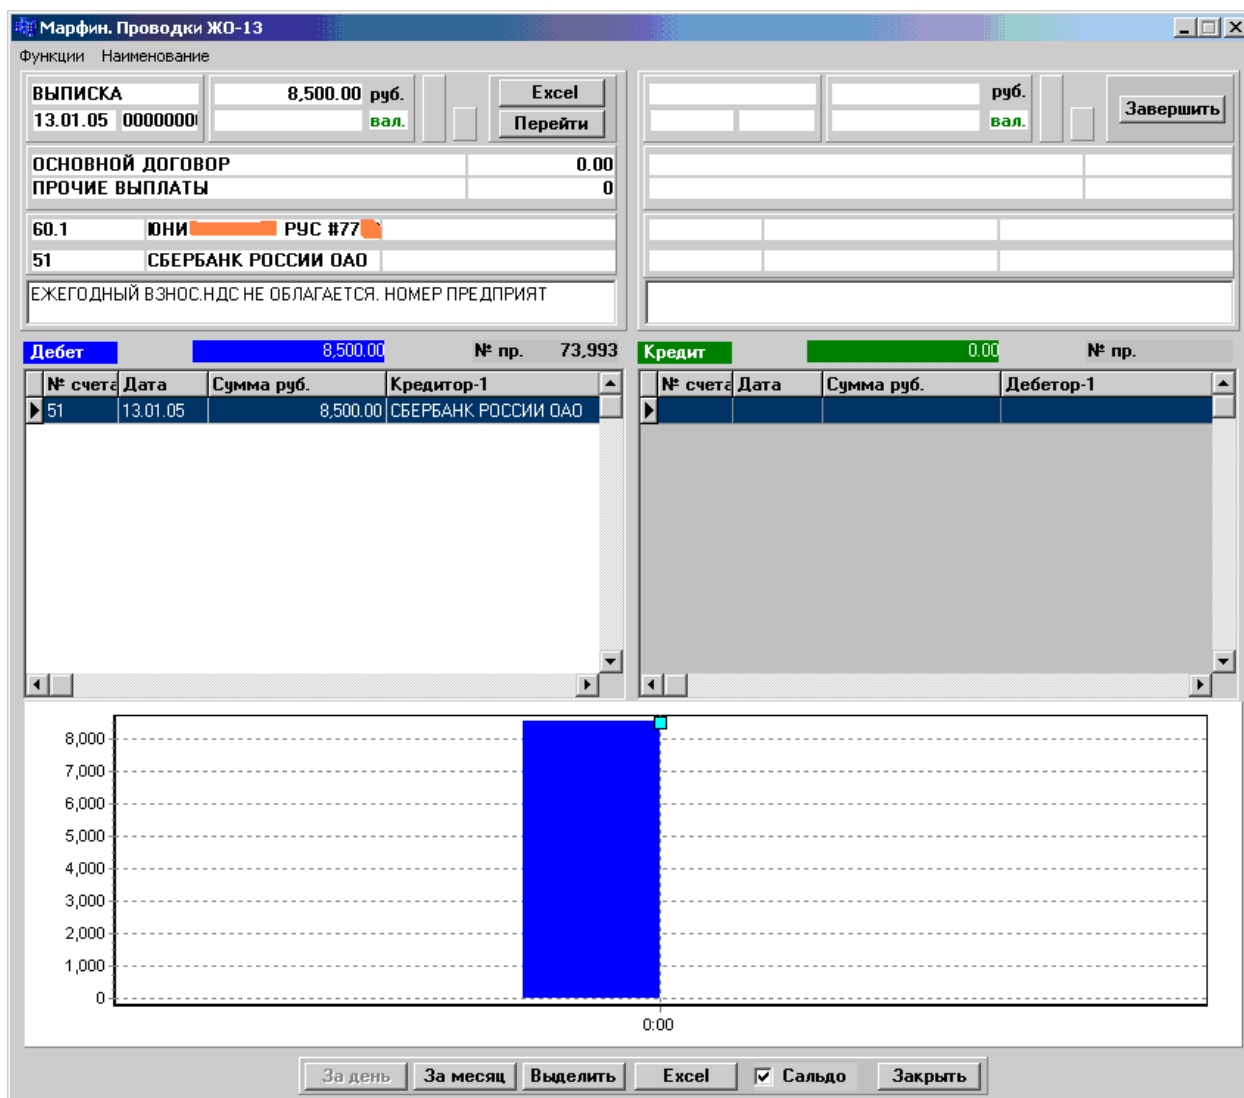 Марфин. Проводки ЖО-13
Функции Наименование
ВЫПИСКА 8,500.00 руб. Excel
13.01.05 0000000 вал. Перейти
руб. Завершить
вал.
ОСНОВНОЙ ДОГОВОР 0.00
ПРОЧИЕ ВЫПЛАТЫ 0
60.1 ЮНИ РУС #77
51 СБЕРБАНК РОССИИ ОАО
ЕЖЕГОДНЫЙ ВЗНОС.НДС НЕ ОБЛАГАЕТСЯ. НОМЕР ПРЕДПРИЯТ
Дебет 8,500.00 № пр. 73,993
Кредит 0.00 № пр.
№ счета Дата Сумма руб. Кредитор-1
51 13.01.05 8,500.00 СБЕРБАНК РОССИИ ОАО
№ счета Дата Сумма руб. Дебетор-1
8,000
7,000
6,000
5,000
4,000
3,000
2,000
1,000
0
0:00
За день За месяц Выделить Excel Сальдо Закрыть